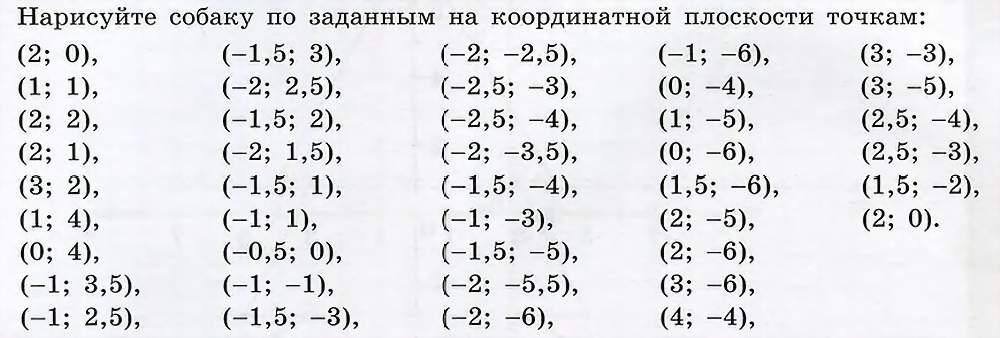 Нарисуйте собаку по заданным на координатной плоскости точкам:
(2; 0), (−1,5; 3), (−2; −2,5), (−1; −6), (3; −3),
(1; 1), (−2; 2,5), (−2,5; −3), (0; −4), (3; −5),
(2; 2), (−1,5; 2), (−2,5; −4), (1; −5), (2,5; −4),
(2; 1), (−2; 1,5), (−2; −3,5), (0; −6), (2,5; −3),
(3; 2), (−1,5; 1), (−1,5; −4), (1,5; −6), (1,5; −2),
(1; 4), (−1; 1), (−1; −3), (2; −5), (2; 0).
(0; 4), (−0,5; 0), (−1,5; −5), (2; −6),
(−1; 3,5), (−1; −1), (−2; −5,5), (3; −6),
(−1; 2,5), (−1,5; −3), (−2; −6), (4; −4),